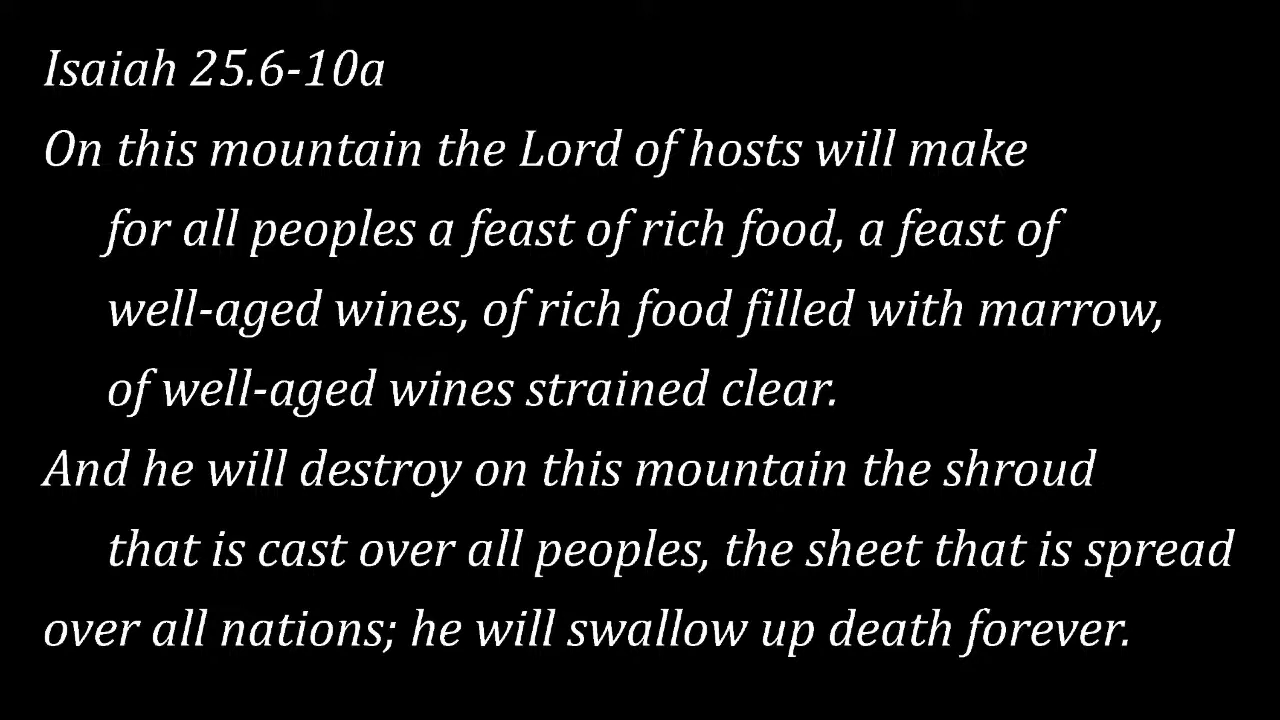 Isaiah 25.6-10a
On this mountain the Lord of hosts will make
for all peoples a feast of rich food, a feast of
well-aged wines, of rich food filled with marrow,
of well-aged wines strained clear.
And he will destroy on this mountain the shroud
that is cast over all peoples, the sheet that is spread
over all nations; he will swallow up death forever.